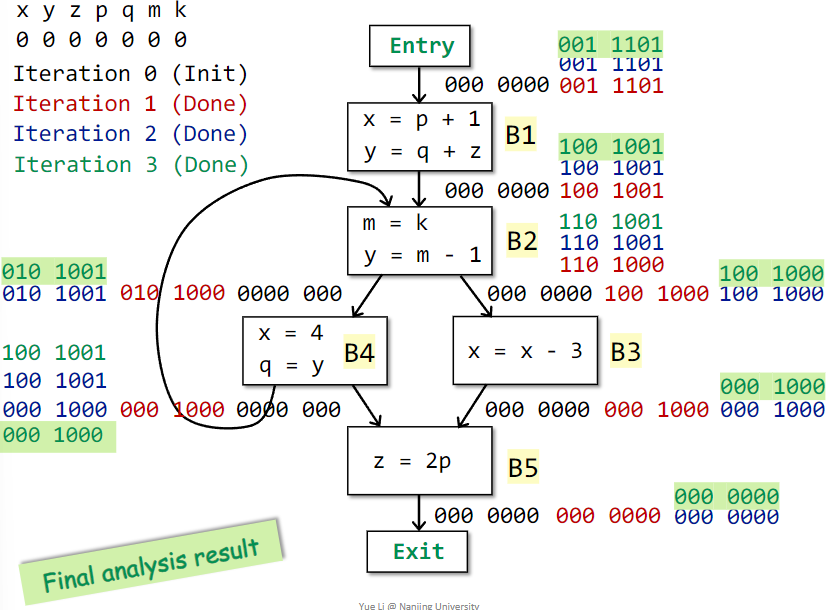 x y z p q m k
0 0 0 0 0 0 0
Iteration 0 (Init)
Iteration 1 (Done)
Iteration 2 (Done)
Iteration 3 (Done)
Entry
001 1101
001 1101
000 0000 001 1101
x = p + 1
y = q + z
B1
100 1001
100 1001
000 0000 100 1001
m = k
y = m - 1
B2
110 1001
110 1001
110 1000
010 1001
010 1001 010 1000 0000 000
100 1000
000 0000 100 1000 100 1000
x = 4
q = y
B4
x = x - 3
B3
100 1001
100 1001
000 1000 000 1000 0000 000
000 1000
000 1000
000 0000 000 1000 000 1000
z = 2p
B5
000 0000
000 0000 000 0000 000 0000
Exit
Final analysis result
Yue Li @ Nanjing University